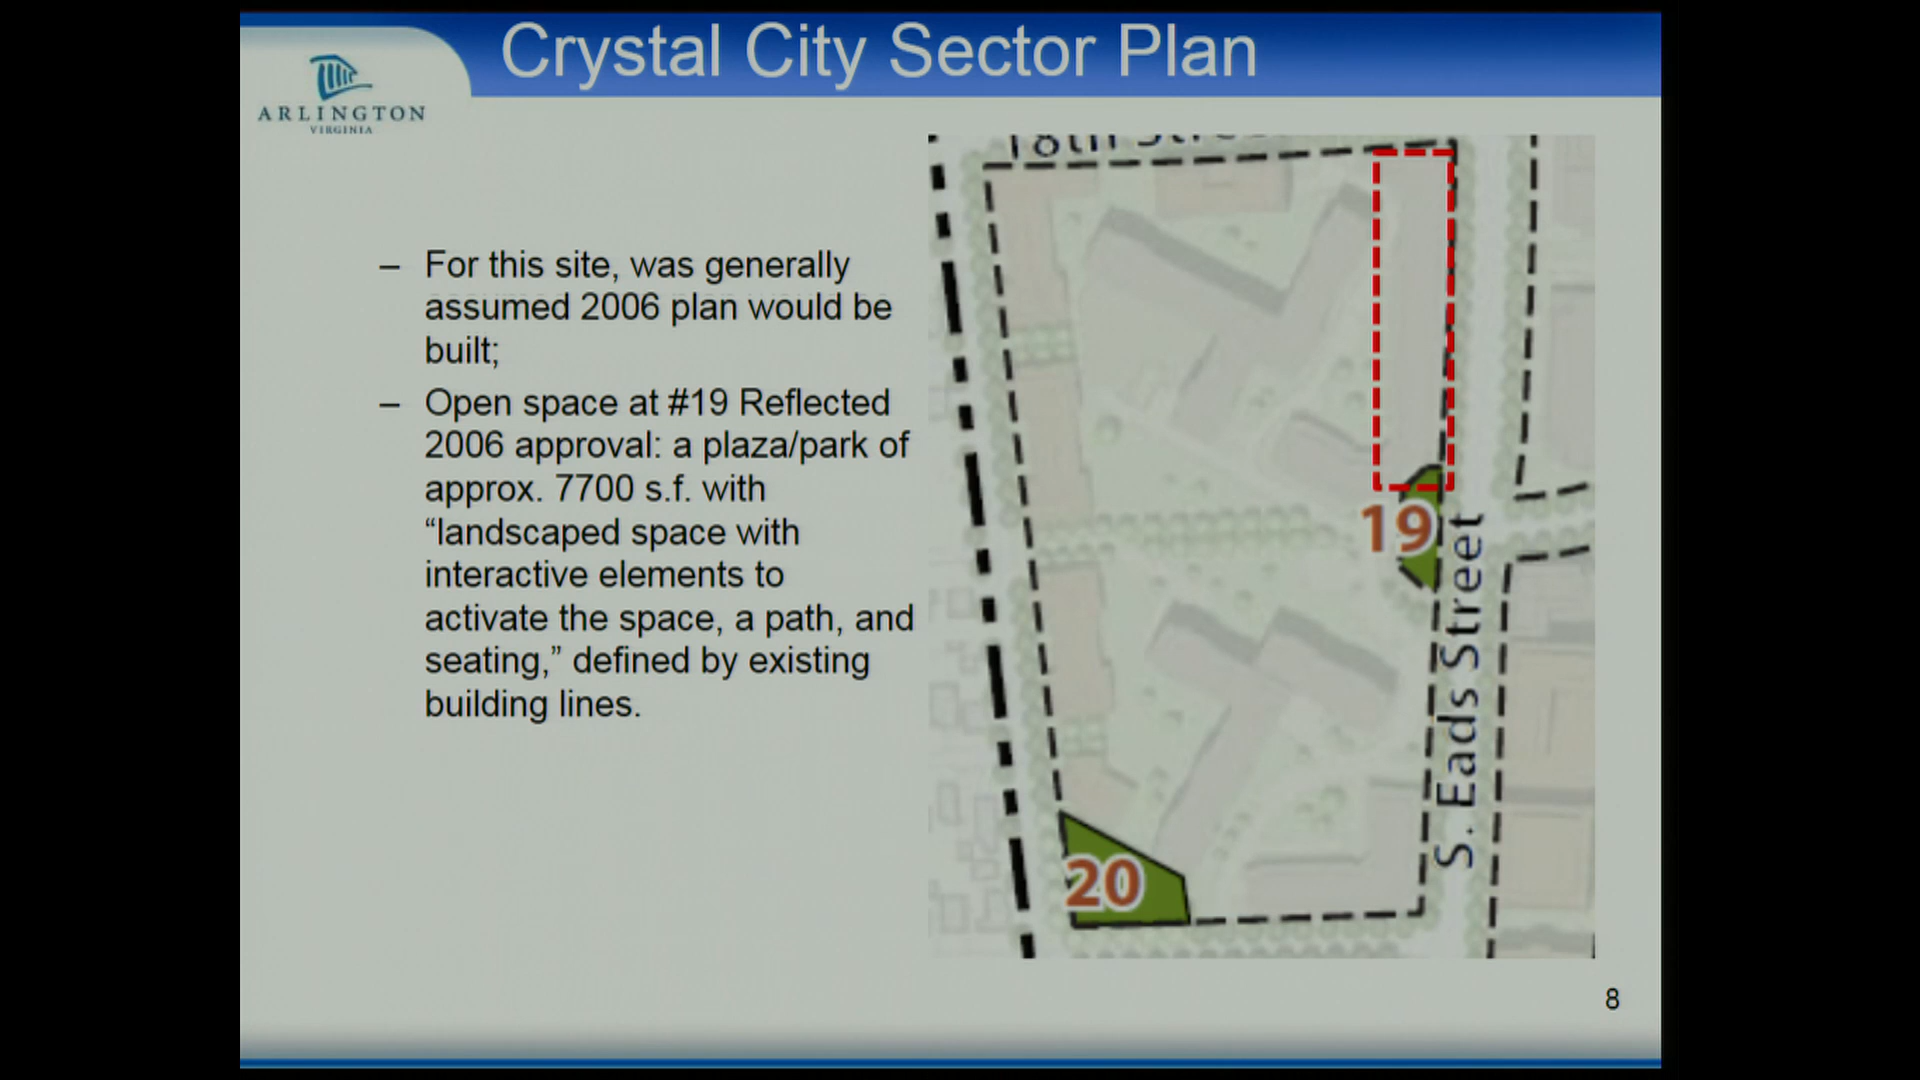 Crystal City Sector Plan
ARLINGTON
VIRGINIA
– For this site, was generally
assumed 2006 plan would be
built;
– Open space at #19 Reflected
2006 approval: a plaza/park of
approx. 7700 s.f. with
“landscaped space with
interactive elements to
activate the space, a path, and
seating,” defined by existing
building lines.
18th
19
S. Eads Street
20
8